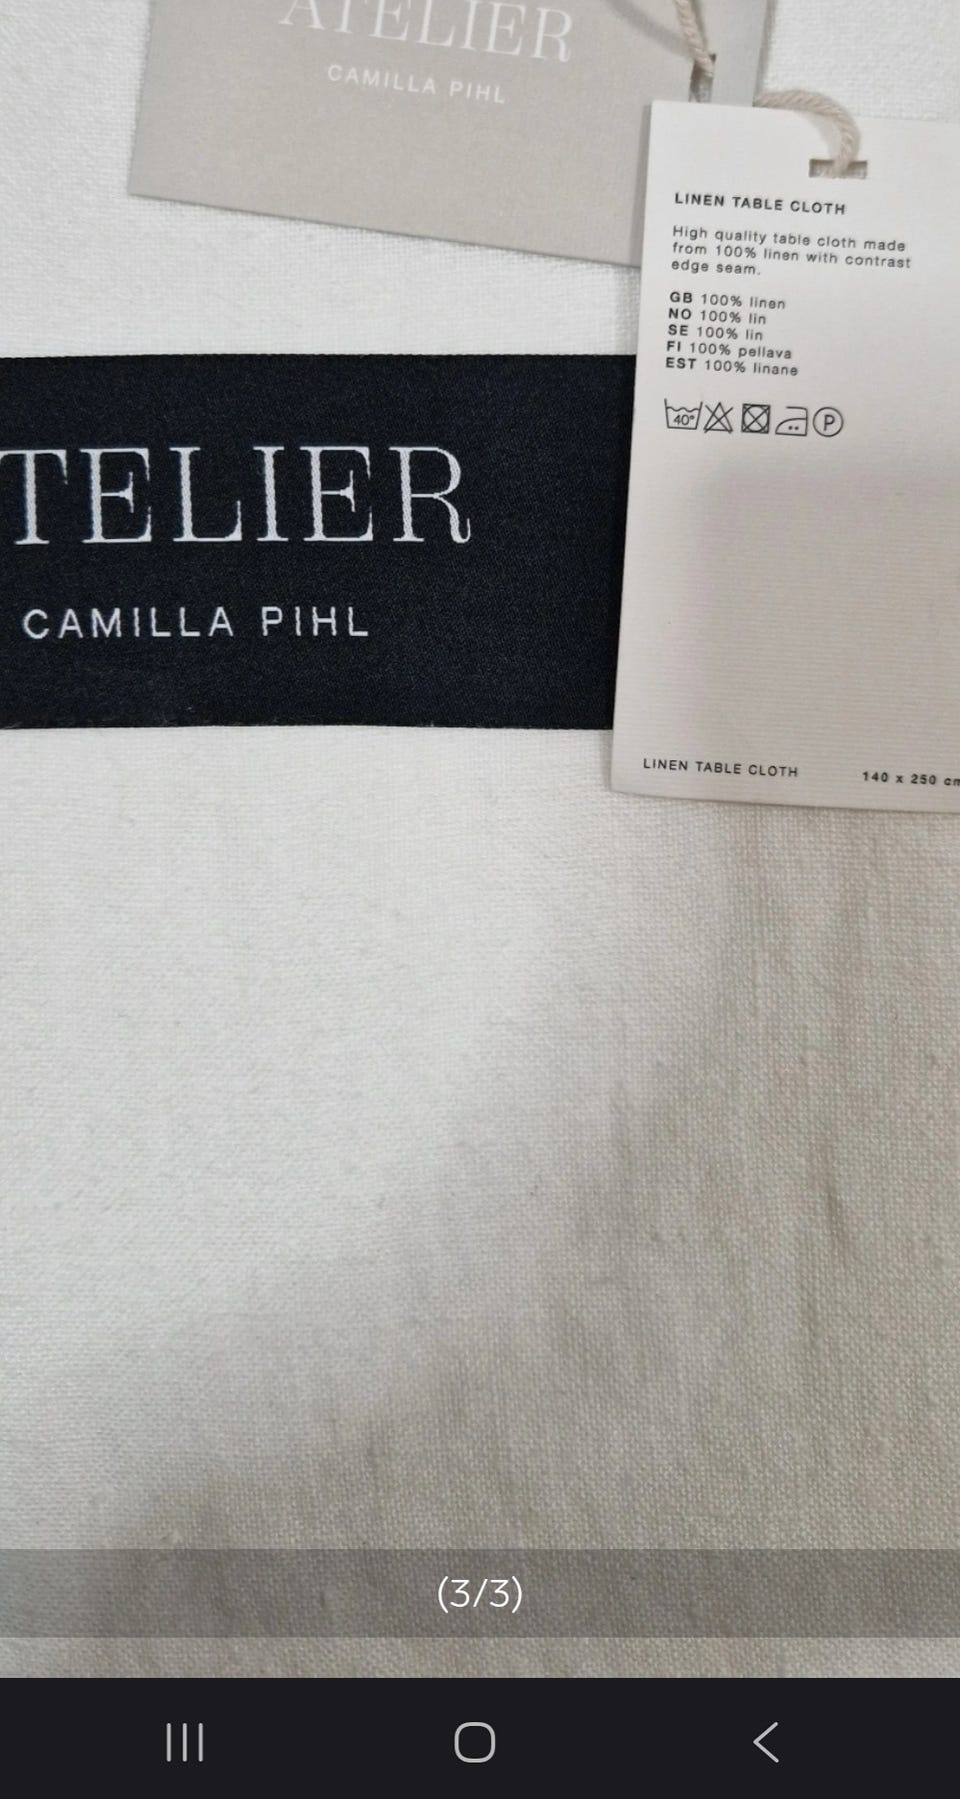 ATELIER
CAMILLA PIHL
LINEN TABLE CLOTH
High quality table cloth made
from 100% linen with contrast
edge seam.
GB 100% linen
NO 100% lin
SE 100% lin
FI 100% pellava
EST 100% linane
40°
P
TELIER
CAMILLA PIHL
LINEN TABLE CLOTH 140 x 250 cm
(3/3)